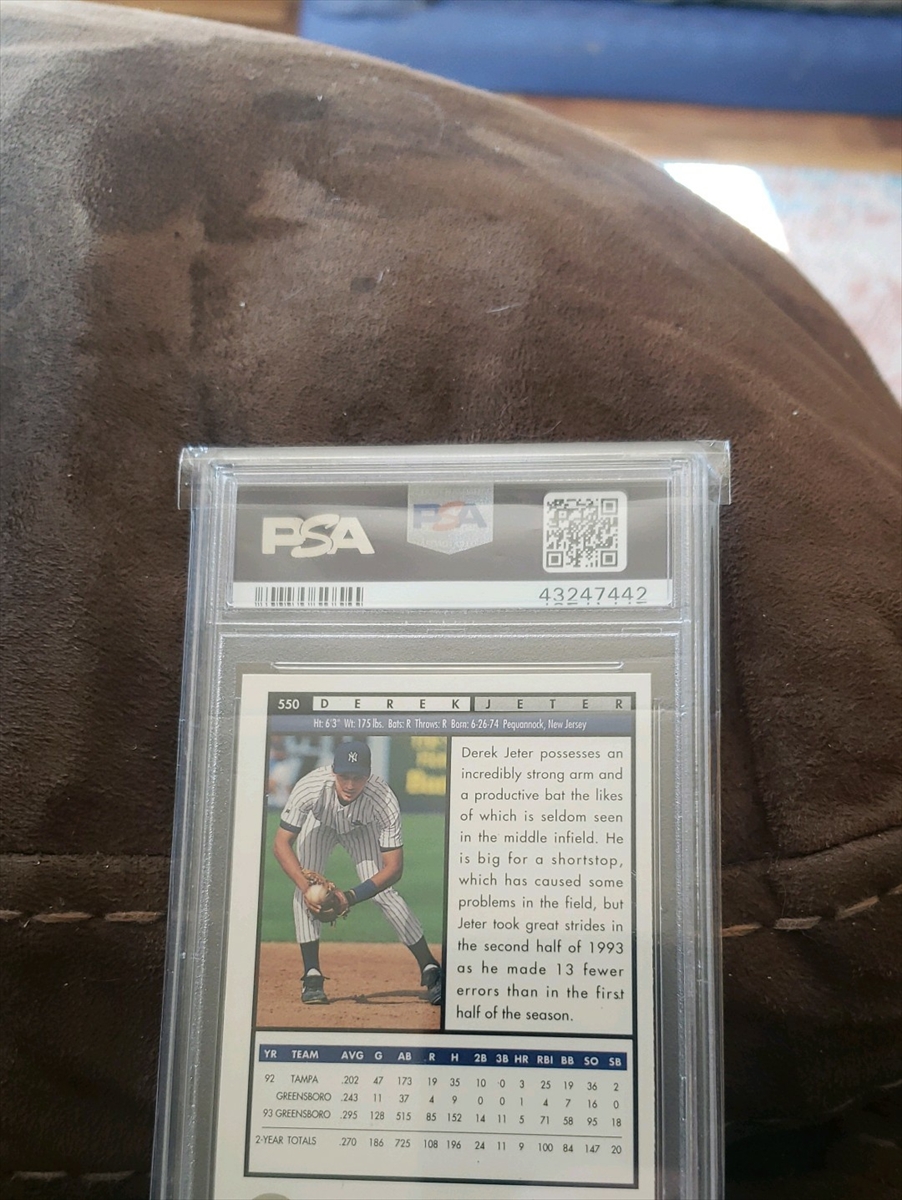 PSA
PSA
43247442
550 DEREK JETER
Ht: 6'3" Wt: 175 lbs. Bats: R Throws: R Born: 6-26-74 Pequannock, New Jersey
Derek Jeter possesses an
incredibly strong arm and
a productive bat the likes
of which is seldom seen
in the middle infield. He
is big for a shortstop,
which has caused some
problems in the field, but
Jeter took great strides in
the second half of 1993
as he made 13 fewer
errors than in the first
half of the season.
YR TEAM AVG G AB R H 2B 3B HR RBI BB SO SB
92 TAMPA .202 47 173 19 35 10 0 3 25 19 36 2
GREENSBORO .243 11 37 4 9 0 0 1 4 7 16 0
93 GREENSBORO .295 128 515 85 152 14 11 5 71 58 95 18
2-YEAR TOTALS .270 186 725 108 196 24 11 9 100 84 147 20